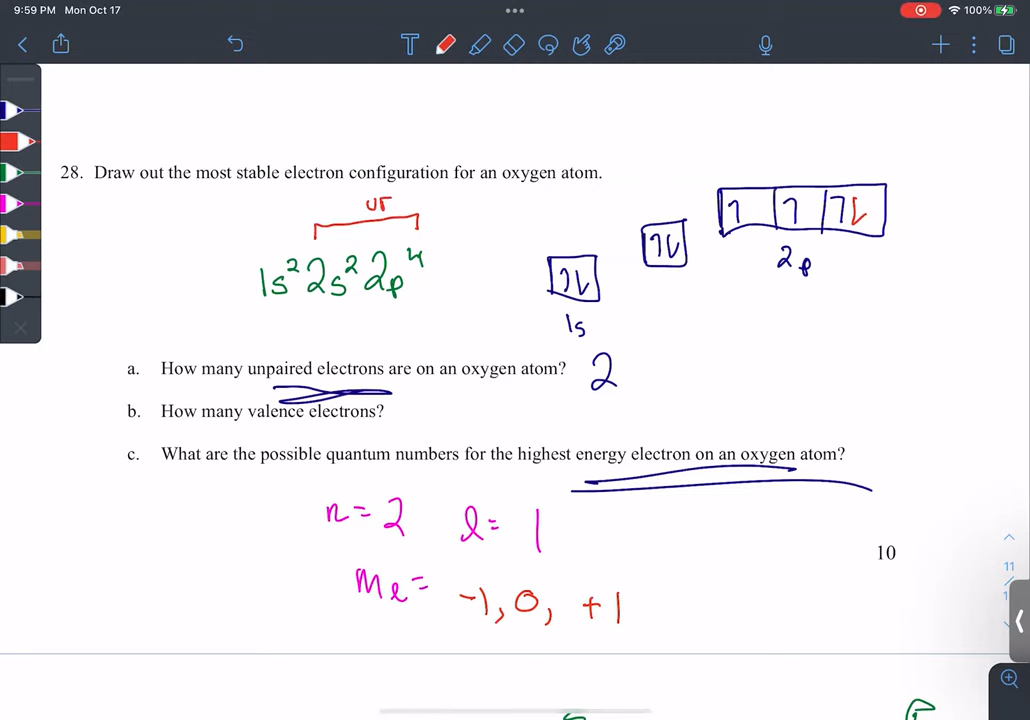 9:59 PM Mon Oct 17
100%
28. Draw out the most stable electron configuration for an oxygen atom.
1s² 2s² 2p⁴
1s
2p
a. How many unpaired electrons are on an oxygen atom? 2
b. How many valence electrons?
c. What are the possible quantum numbers for the highest energy electron on an oxygen atom?
n = 2 l = 1
mₗ = -1, 0, +1
10
11